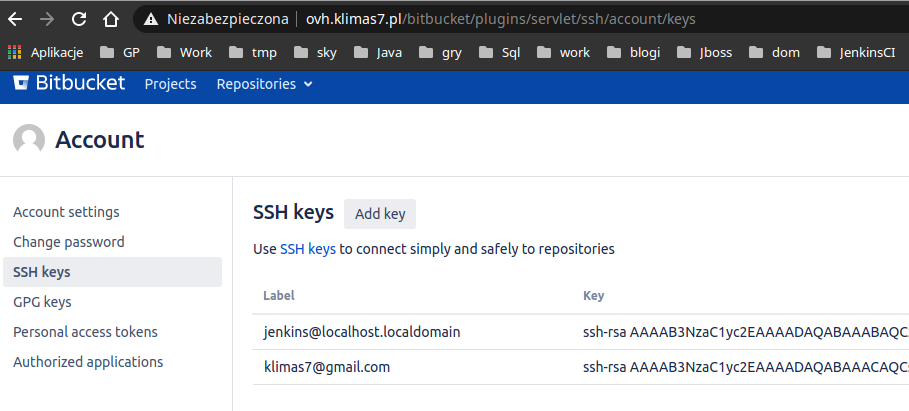 Niezabezpieczona | ovh.klimas7.pl/bitbucket/plugins/servlet/ssh/account/keys
Aplikacje GP Work tmp sky Java gry Sql work blogi Jboss dom JenkinsCI
Bitbucket Projects Repositories
Account
Account settings
Change password
SSH keys
GPG keys
Personal access tokens
Authorized applications
SSH keys Add key
Use SSH keys to connect simply and safely to repositories
Label Key
jenkins@localhost.localdomain ssh-rsa AAAAB3NzaC1yc2EAAAADAQABAAABAQC
klimas7@gmail.com ssh-rsa AAAAB3NzaC1yc2EAAAADAQABAAACAQC